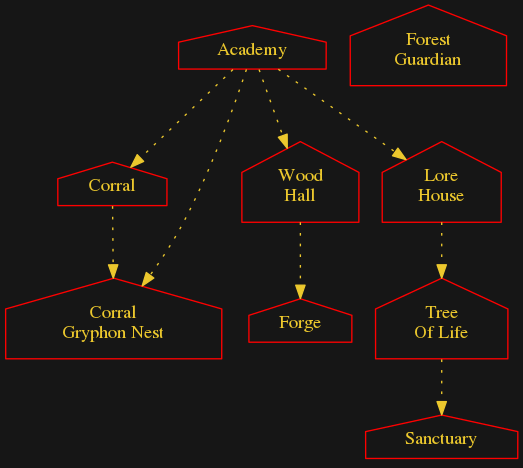 Academy
Forest
Guardian
Corral
Wood
Hall
Lore
House
Corral
Gryphon Nest
Forge
Tree
Of Life
Sanctuary